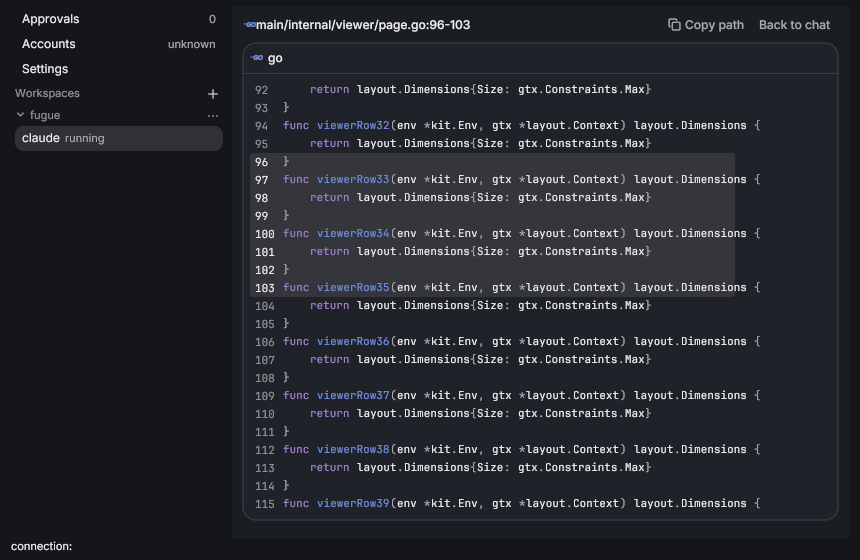 Approvals 0
Accounts unknown
Settings
Workspaces +
fugue ...
claude running
connection:
GO main/internal/viewer/page.go:96-103 Copy path Back to chat
GO go
92     return layout.Dimensions{Size: gtx.Constraints.Max}
93 }
94 func viewerRow32(env *kit.Env, gtx *layout.Context) layout.Dimensions {
95     return layout.Dimensions{Size: gtx.Constraints.Max}
96 }
97 func viewerRow33(env *kit.Env, gtx *layout.Context) layout.Dimensions {
98     return layout.Dimensions{Size: gtx.Constraints.Max}
99 }
100 func viewerRow34(env *kit.Env, gtx *layout.Context) layout.Dimensions {
101     return layout.Dimensions{Size: gtx.Constraints.Max}
102 }
103 func viewerRow35(env *kit.Env, gtx *layout.Context) layout.Dimensions {
104     return layout.Dimensions{Size: gtx.Constraints.Max}
105 }
106 func viewerRow36(env *kit.Env, gtx *layout.Context) layout.Dimensions {
107     return layout.Dimensions{Size: gtx.Constraints.Max}
108 }
109 func viewerRow37(env *kit.Env, gtx *layout.Context) layout.Dimensions {
110     return layout.Dimensions{Size: gtx.Constraints.Max}
111 }
112 func viewerRow38(env *kit.Env, gtx *layout.Context) layout.Dimensions {
113     return layout.Dimensions{Size: gtx.Constraints.Max}
114 }
115 func viewerRow39(env *kit.Env, gtx *layout.Context) layout.Dimensions {